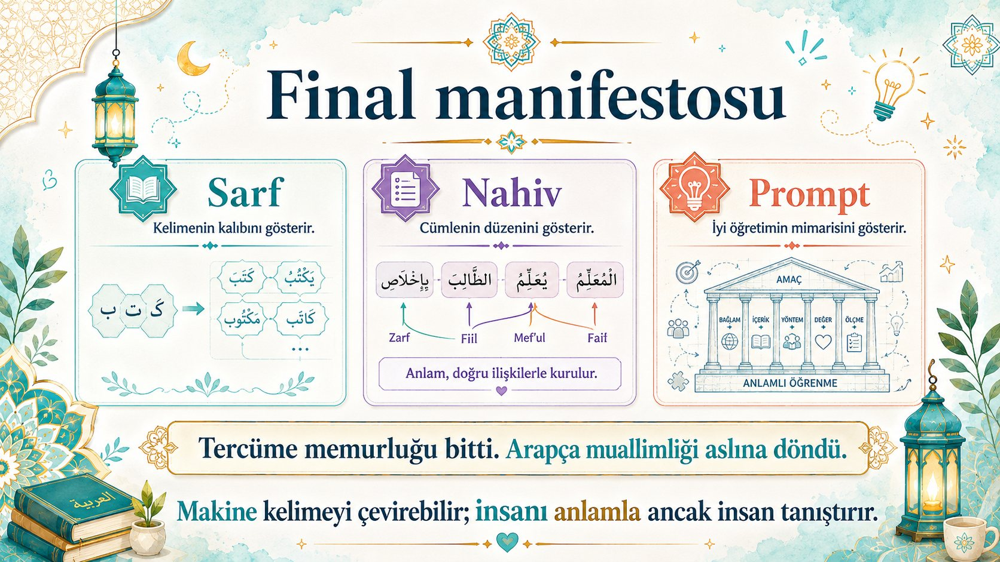 Final manifestosu
Sarf
Kelimenin kalıbını gösterir.
كَ ت ب
كَتَبَ يَكْتُبُ
مَكْتُوب كَاتَب
...
Nahiv
Cümlenin düzenini gösterir.
الْمُعَلِّمُ يُعَلِّمُ الطَّالِبَ بِإِخْلَاصِ
Zarf Fiil Mef'ul Faif
Anlam, doğru ilişkilerle kurulur.
Prompt
İyi öğretimin mimarisini gösterir.
AMAÇ
BAĞLAM İÇERİK YÖNTEM DEĞER ÖLÇME
ANLAMLI ÖĞRENME
Tercüme memurluğu bitti. Arapça muallimliği aslına döndü.
العربية
Makine kelimeyi çevirebilir; insanı anlamla ancak insan tanıştırır.